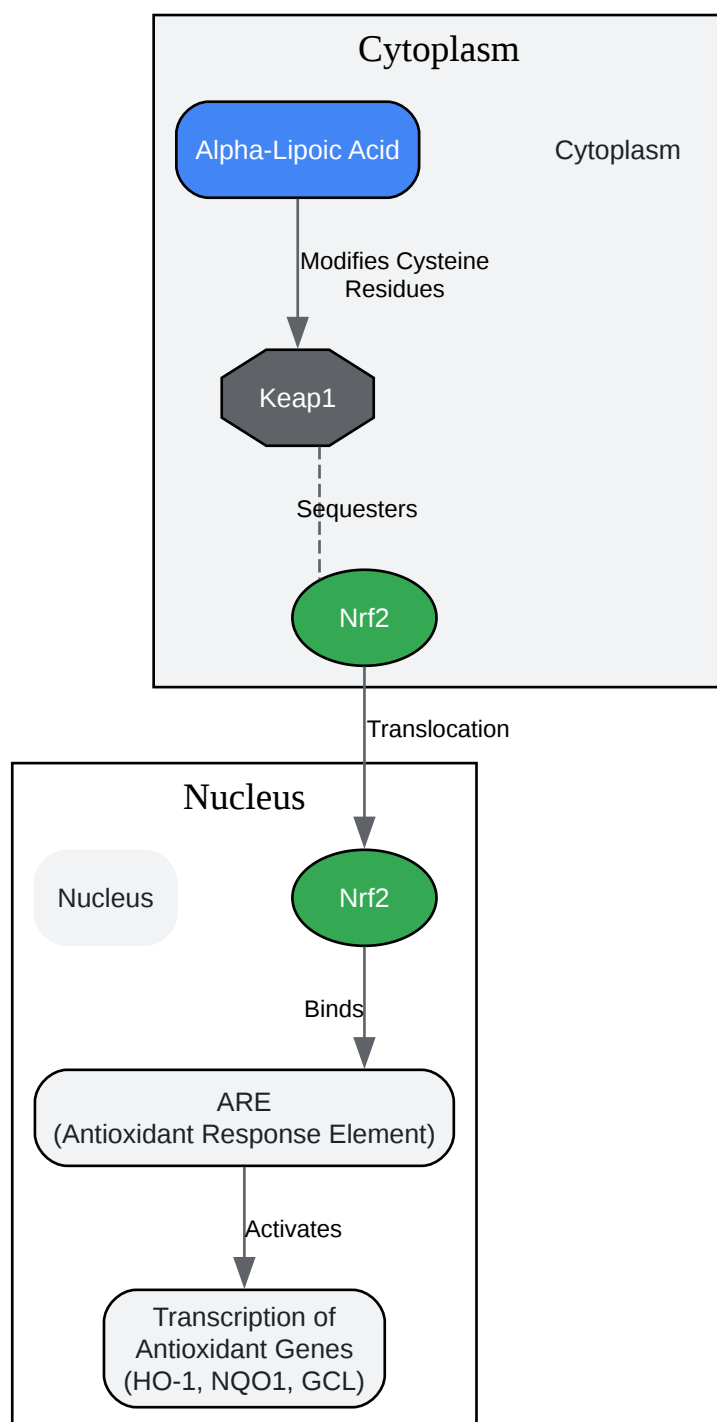 Cytoplasm
Alpha-Lipoic Acid
Cytoplasm
Modifies Cysteine
Residues
Keap1
Sequesters
Nrf2
Translocation
Nucleus
Nucleus
Nrf2
Binds
ARE
(Antioxidant Response Element)
Activates
Transcription of
Antioxidant Genes
(HO-1, NQO1, GCL)